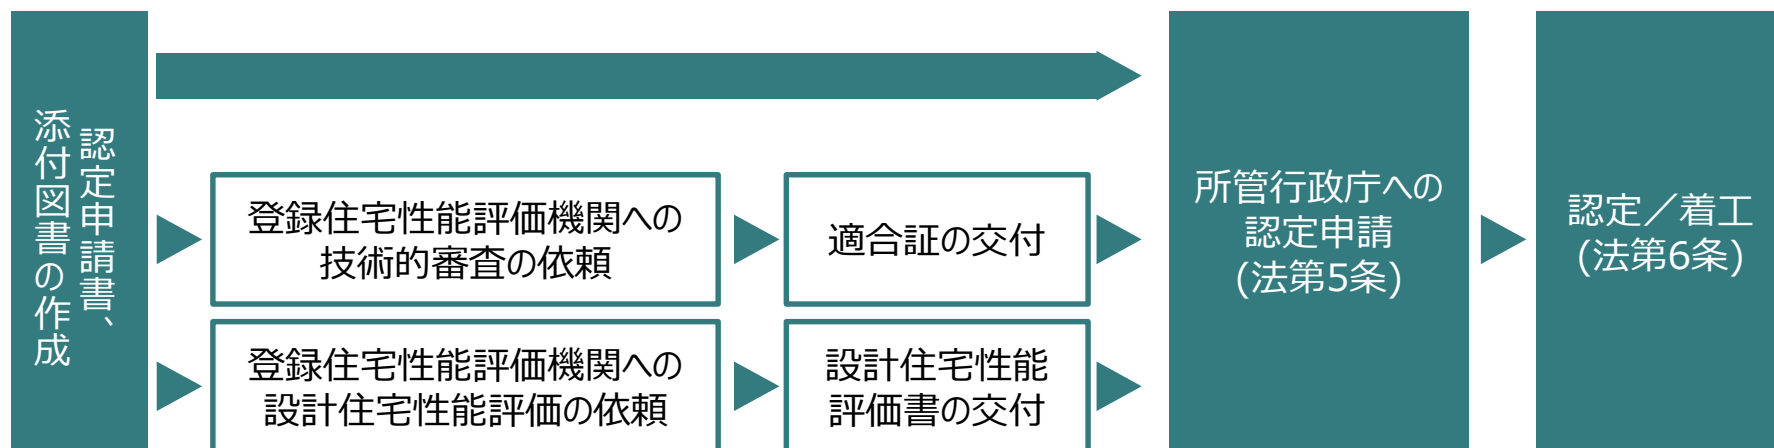 認定申請書、
添付図書の作成
登録住宅性能評価機関への
技術的審査の依頼
適合証の交付
登録住宅性能評価機関への
設計住宅性能評価の依頼
設計住宅性能
評価書の交付
所管行政庁への
認定申請
(法第5条)
認定／着工
(法第6条)